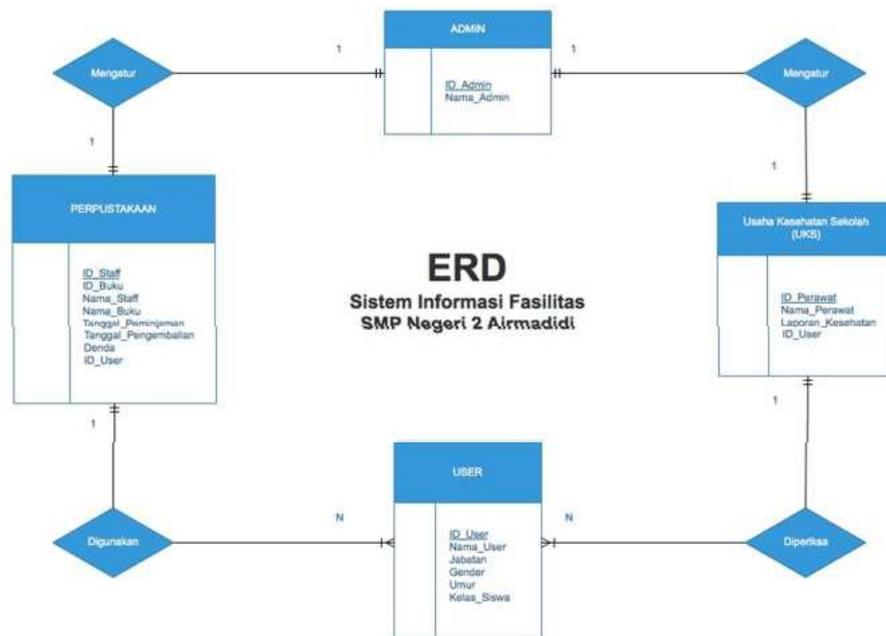 ADMIN
Mengatur
1
1
Mengatur
ID_Admin
Nama_Admin
1
1
PERPUSTAKAAN
Usaha Kesehatan Sekolah
(UKS)
ID_Staff
ID_Buku
Nama_Staff
Nama_Buku
Tanggal_Peminjaman
Tanggal_Pengembalian
Denda
ID_User
ERD
Sistem Informasi Fasilitas
SMP Negeri 2 Airmadidi
ID_Perawat
Nama_Perawat
Laporan_Kesehatan
ID_User
1
1
USER
Digunakan
N
N
Diperiksa
ID_User
Nama_User
Jabatan
Gender
Umur
Kelas_Siswa